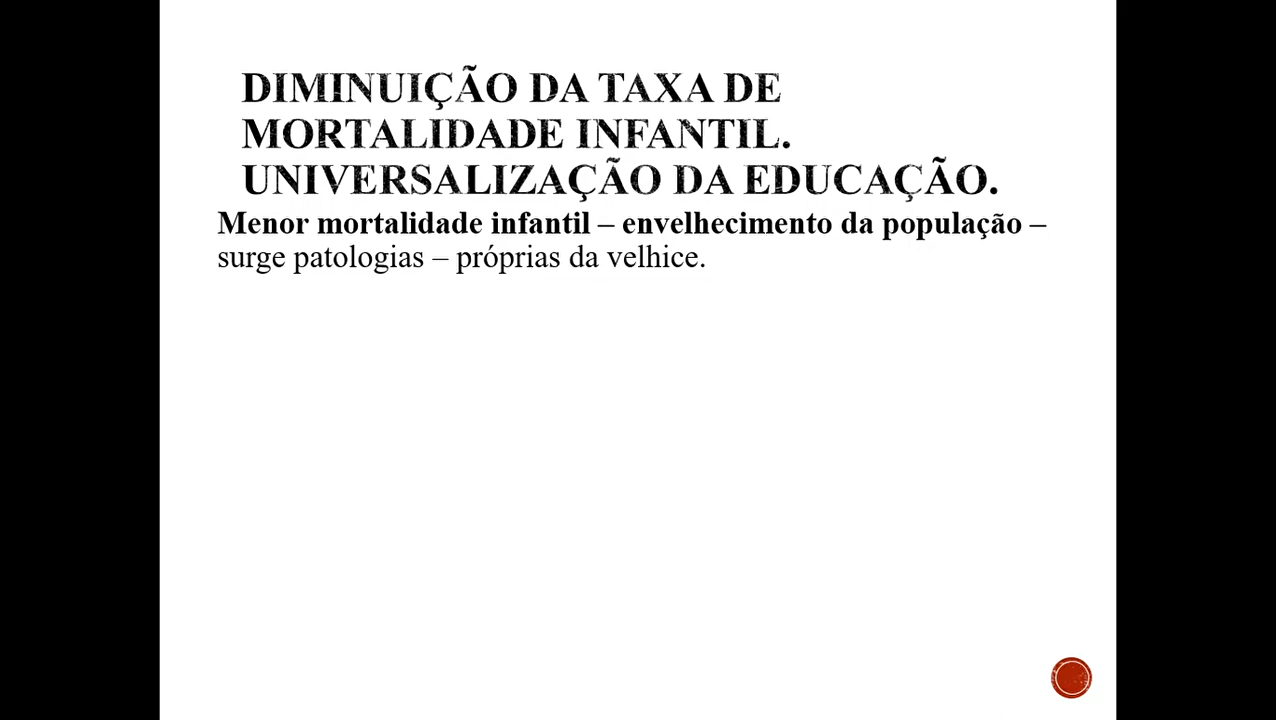 DIMINUIÇÃO DA TAXA DE
MORTALIDADE INFANTIL.
UNIVERSALIZAÇÃO DA EDUCAÇÃO.
Menor mortalidade infantil – envelhecimento da população –
surge patologias – próprias da velhice.